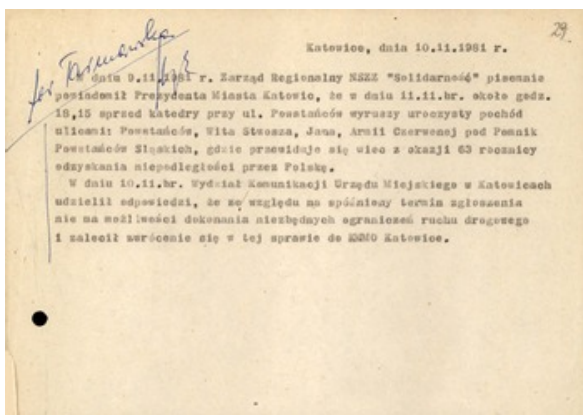 29
Katowice, dnia 10.11.1981 r.
W dniu 9.11.1981 r. Zarząd Regionalny NSZZ "Solidarność" pisemnie
powiadomił Prezydenta Miasta Katowic, że w dniu 11.11.br. około godz.
18,15 sprzed katedry przy ul. Powstańców wyruszy uroczysty pochód
ulicami: Powstańców, Wita Stwosza, Jana, Armii Czerwonej pod Pomnik
Powstańców Śląskich, gdzie przewiduje się wiec z okazji 63 rocznicy
odzyskania niepodległości przez Polskę.
W dniu 10.11.br. Wydział Komunikacji Urzędu Miejskiego w Katowicach
udzielił odpowiedzi, że ze względu na spóźniony termin zgłoszenia
nie ma możliwości dokonania niezbędnych ograniczeń ruchu drogowego
i zalecił zwrócenie się w tej sprawie do KMMO Katowice.